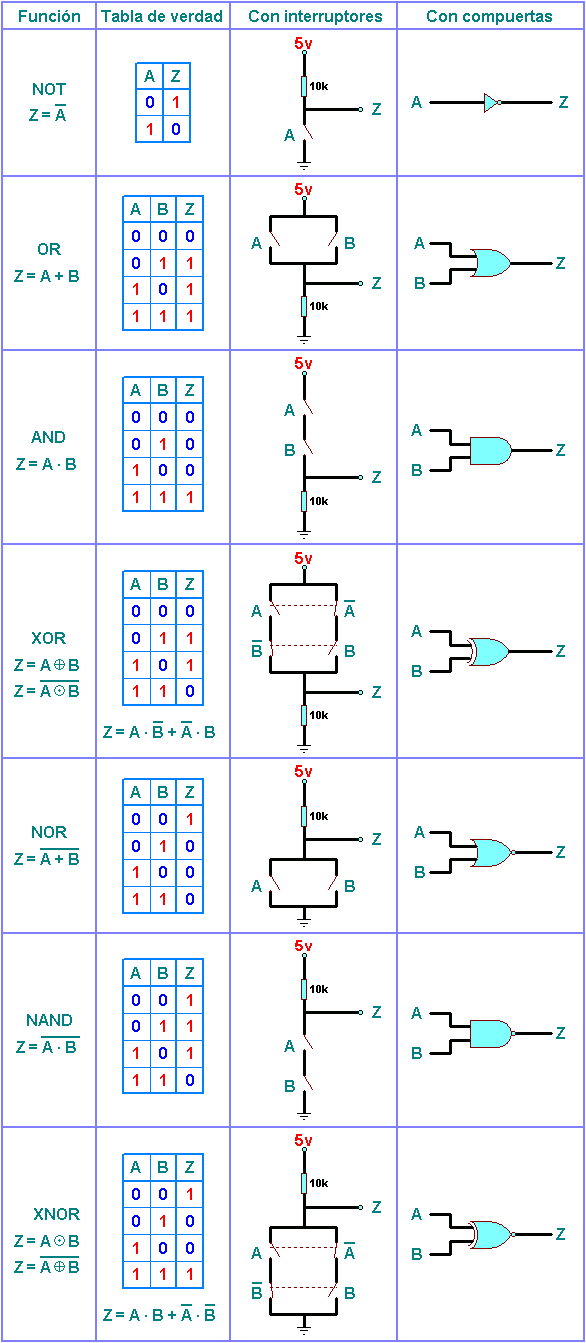 Función Tabla de verdad Con interruptores Con compuertas
NOT
Z = A̅
A Z
0 1
1 0
5v
10k
Z
A
A Z
OR
Z = A + B
A B Z
0 0 0
0 1 1
1 0 1
1 1 1
5v
A B
Z
10k
A
B
Z
AND
Z = A · B
A B Z
0 0 0
0 1 0
1 0 0
1 1 1
5v
A
B
Z
10k
A
B
Z
XOR
Z = A ⊕ B
Z = A̅ ̅⊙̅ ̅B̅
A B Z
0 0 0
0 1 1
1 0 1
1 1 0
Z = A · B̅ + A̅ · B
5v
A A̅
B̅ B
Z
10k
A
B
Z
NOR
Z = A̅ ̅+̅ ̅B̅
A B Z
0 0 1
0 1 0
1 0 0
1 1 0
5v
10k
Z
A B
A
B
Z
NAND
Z = A̅ ̅·̅ ̅B̅
A B Z
0 0 1
0 1 1
1 0 1
1 1 0
5v
10k
Z
A
B
A
B
Z
XNOR
Z = A ⊙ B
Z = A̅ ̅⊕̅ ̅B̅
A B Z
0 0 1
0 1 0
1 0 0
1 1 1
Z = A · B + A̅ · B̅
5v
10k
Z
A A̅
B̅ B
A
B
Z